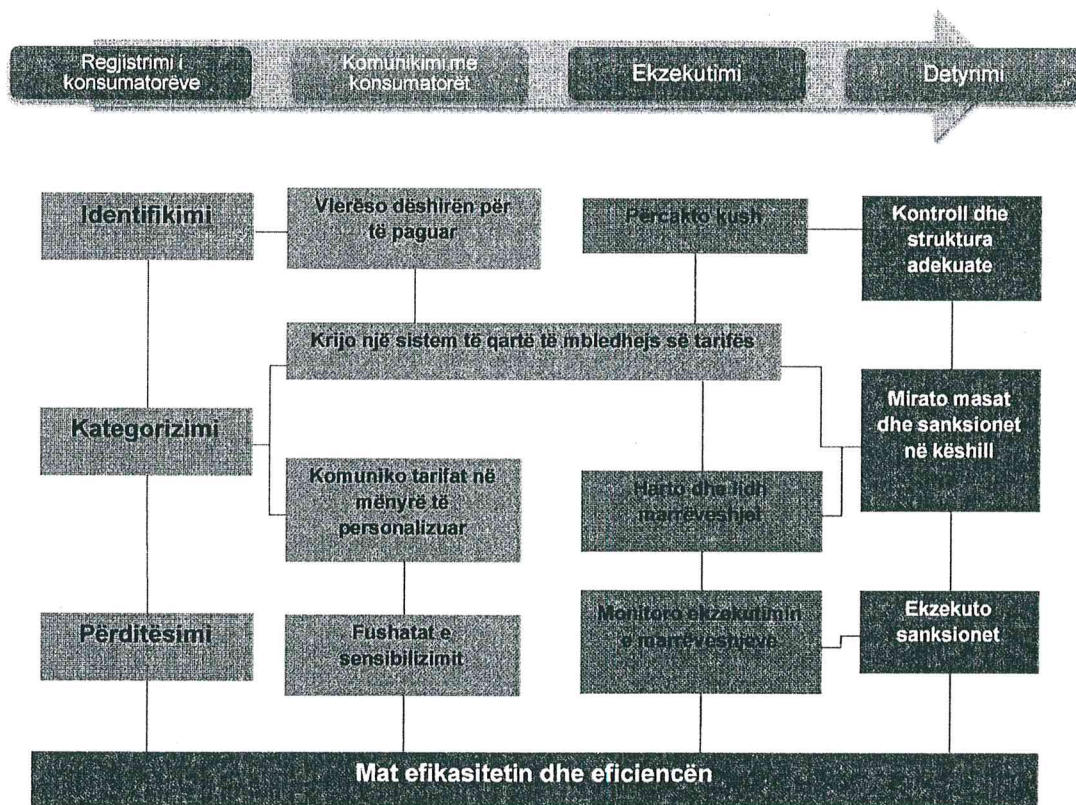 Regjistrimi i
konsumatorëve
Komunikimi me
konsumatorët
Ekzekutimi
Detyrimi
Identifikimi
Vlerëso dëshirën për
të paguar
Përcakto kush
Kontroll dhe
struktura
adekuate
Krijo një sistem të qartë të mbledhejs së tarifës
Kategorizimi
Mirato masat
dhe sanksionet
në këshill
Komuniko tarifat në
mënyrë të
personalizuar
Harto dhe lidh
marrëveshjet
Përditësimi
Fushatat e
sensibilizimit
Monitoro ekzekutimin
e marrëveshjeve
Ekzekuto
sanksionet
Mat efikasitetin dhe eficiencën